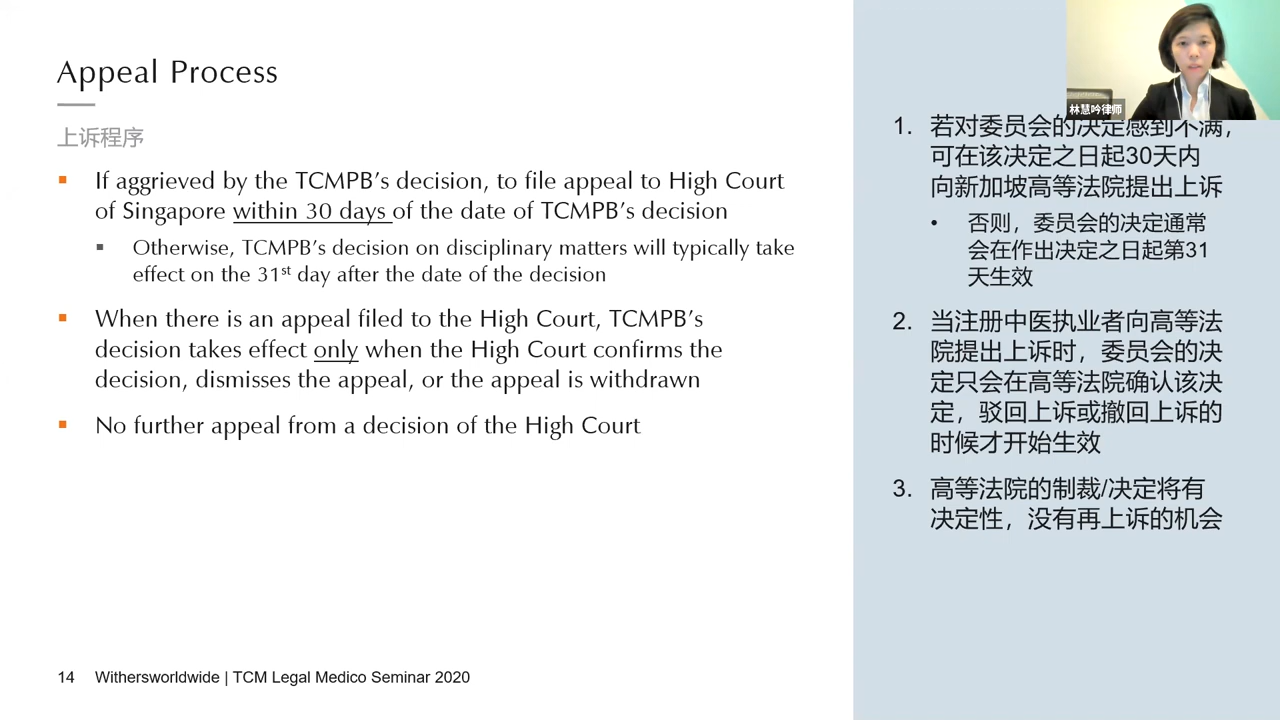 Appeal Process
上诉程序
If aggrieved by the TCMPB’s decision, to file appeal to High Court
of Singapore within 30 days of the date of TCMPB’s decision
Otherwise, TCMPB’s decision on disciplinary matters will typically take
effect on the 31st day after the date of the decision
When there is an appeal filed to the High Court, TCMPB’s
decision takes effect only when the High Court confirms the
decision, dismisses the appeal, or the appeal is withdrawn
No further appeal from a decision of the High Court
14 Withersworldwide | TCM Legal Medico Seminar 2020
林慧吟律师
1. 若对委员会的决定感到不满，
可在该决定之日起30天内
向新加坡高等法院提出上诉
• 否则，委员会的决定通常
会在作出决定之日起第31
天生效
2. 当注册中医执业者向高等法
院提出上诉时，委员会的决
定只会在高等法院确认该决
定，驳回上诉或撤回上诉的
时候才开始生效
3. 高等法院的制裁/决定将有
决定性，没有再上诉的机会